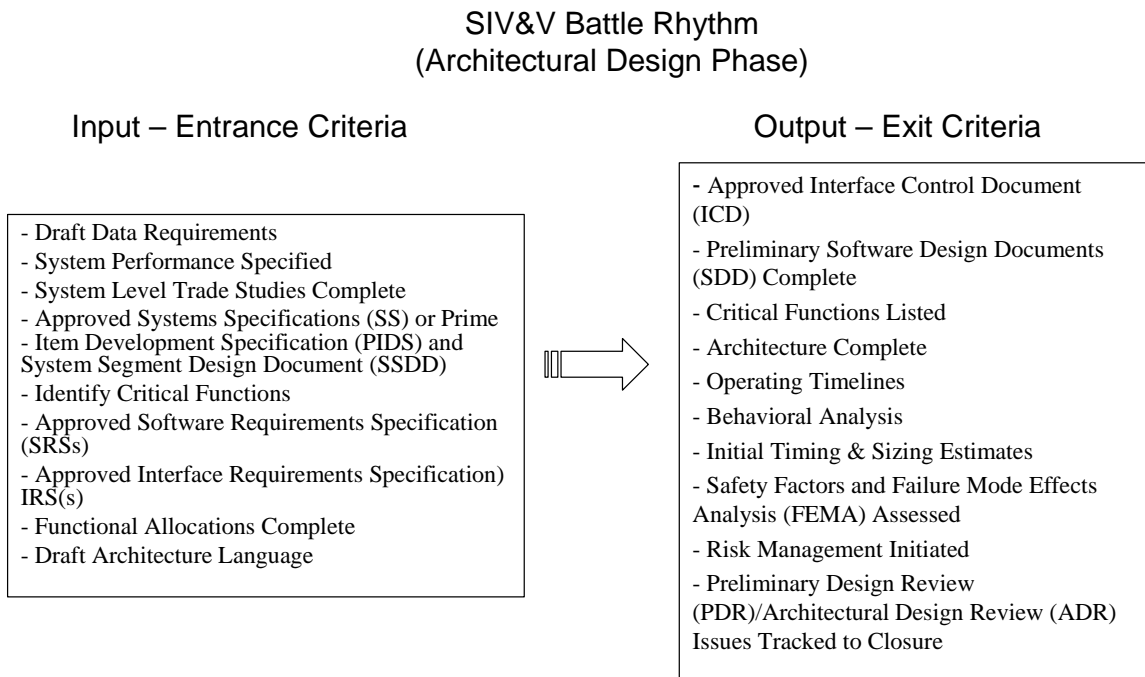 SIV&V Battle Rhythm
(Architectural Design Phase)
Input – Entrance Criteria
- Draft Data Requirements
- System Performance Specified
- System Level Trade Studies Complete
- Approved Systems Specifications (SS) or Prime
- Item Development Specification (PIDS) and
System Segment Design Document (SSDD)
- Identify Critical Functions
- Approved Software Requirements Specification
(SRSs)
- Approved Interface Requirements Specification)
IRS(s)
- Functional Allocations Complete
- Draft Architecture Language
Output – Exit Criteria
- Approved Interface Control Document
(ICD)
- Preliminary Software Design Documents
(SDD) Complete
- Critical Functions Listed
- Architecture Complete
- Operating Timelines
- Behavioral Analysis
- Initial Timing & Sizing Estimates
- Safety Factors and Failure Mode Effects
Analysis (FEMA) Assessed
- Risk Management Initiated
- Preliminary Design Review
(PDR)/Architectural Design Review (ADR)
Issues Tracked to Closure